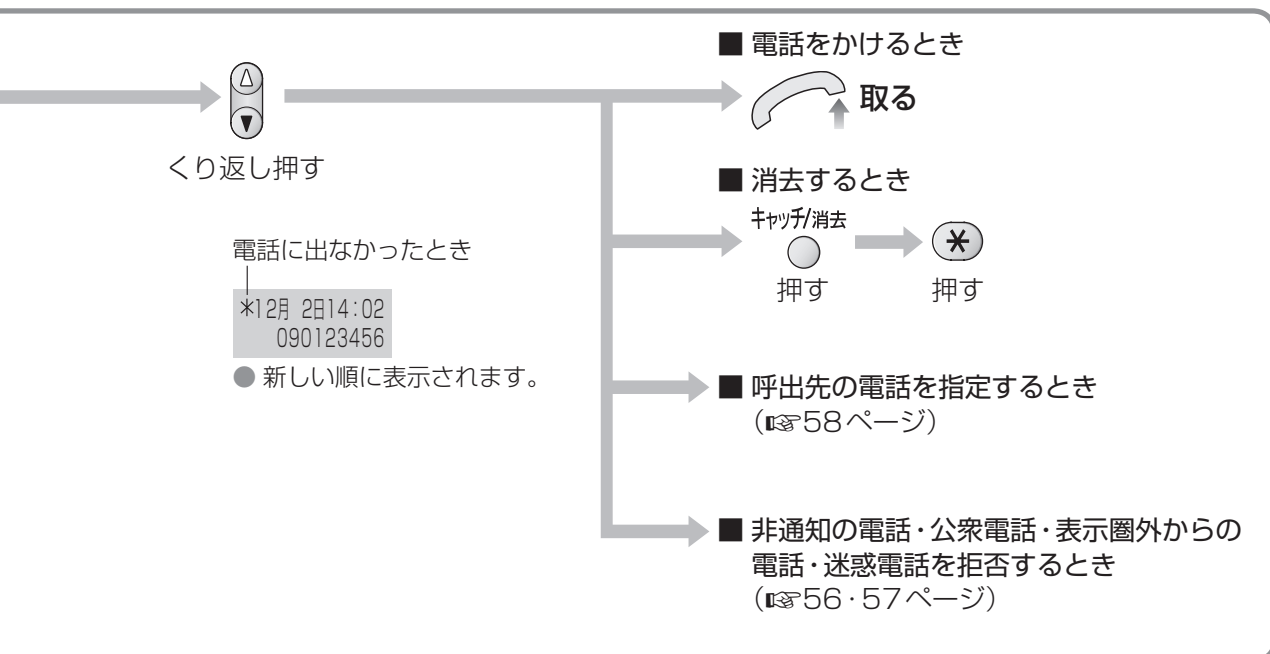 くり返し押す
電話に出なかったとき
*12月 2日14:02
090123456
● 新しい順に表示されます。
■ 電話をかけるとき
取る
■ 消去するとき
キャッチ/消去
押す
押す
■ 呼出先の電話を指定するとき
（☞58ページ）
■ 非通知の電話・公衆電話・表示圏外からの
電話・迷惑電話を拒否するとき
（☞56・57ページ）